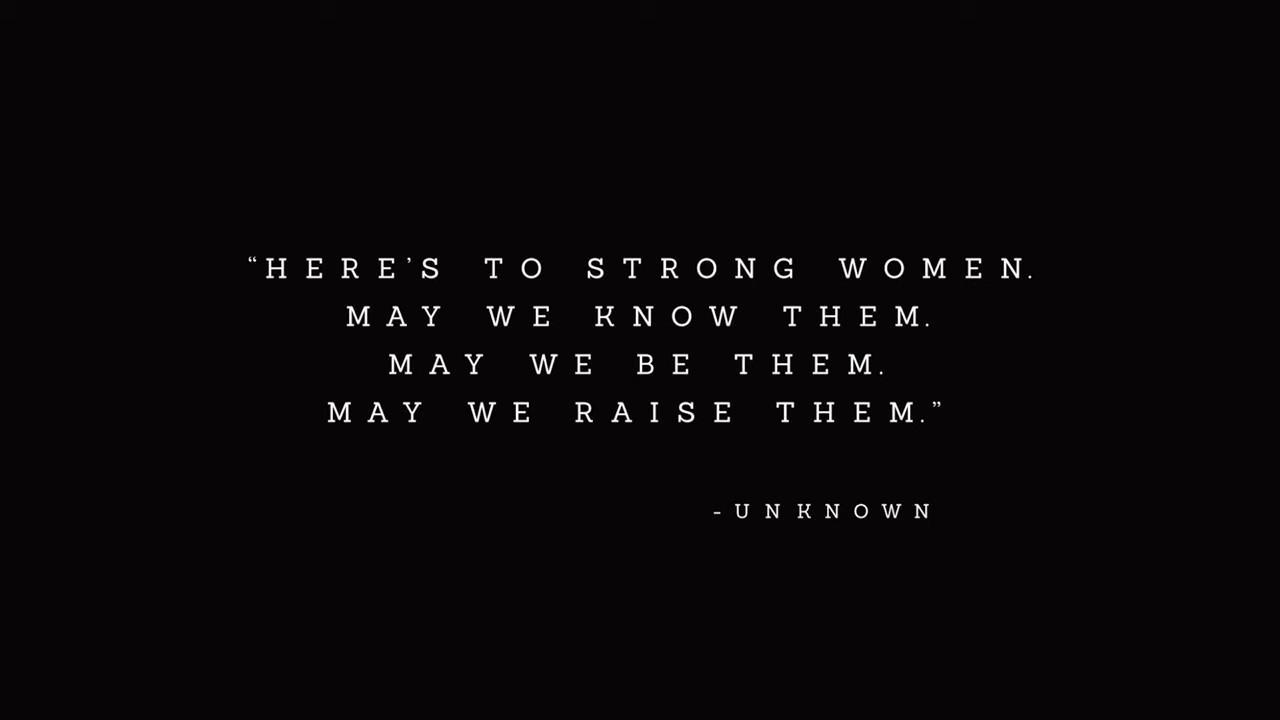 “HERE’S TO STRONG WOMEN.
MAY WE KNOW THEM.
MAY WE BE THEM.
MAY WE RAISE THEM.”
-UNKNOWN